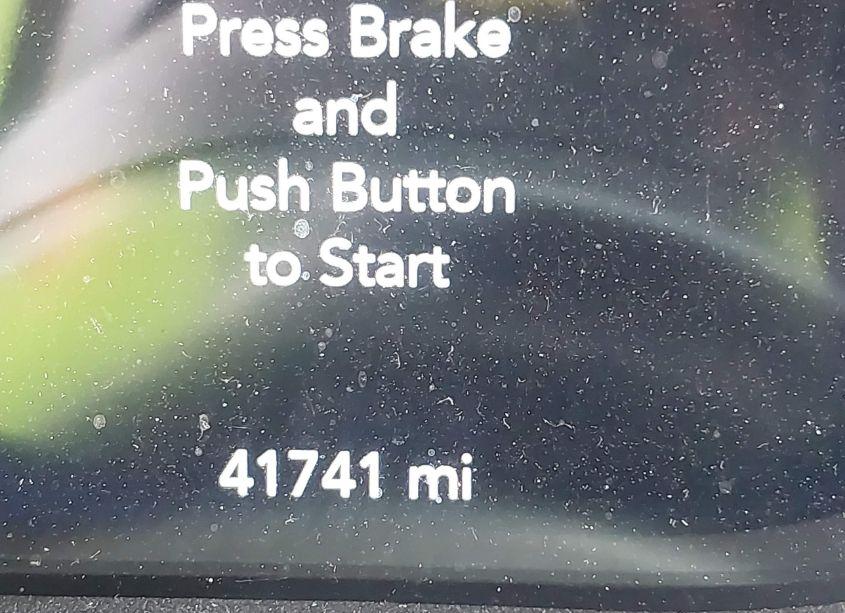 Press Brake
and
Push Button
to Start
41741 mi